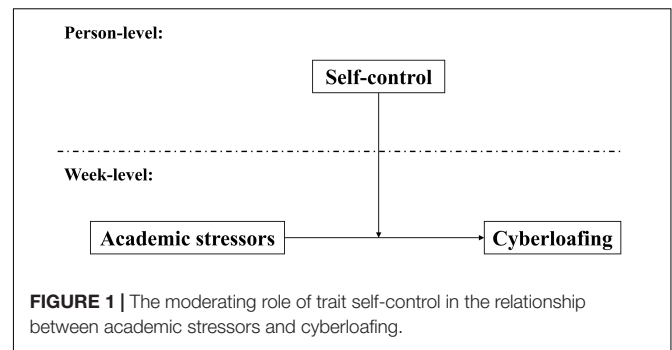 Person-level:
Self-control
Week-level:
Academic stressors
Cyberloafing
FIGURE 1 | The moderating role of trait self-control in the relationship
between academic stressors and cyberloafing.